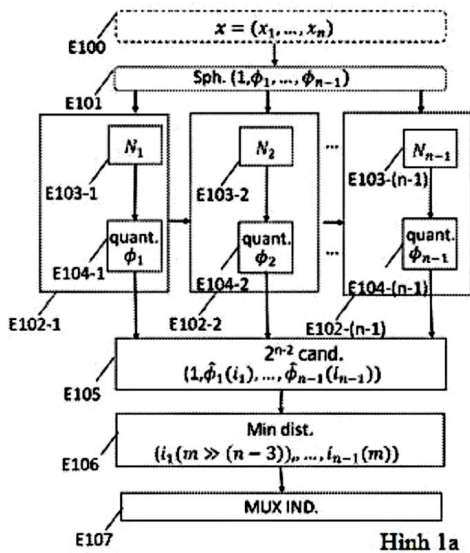 x = (x₁, ..., xₙ)
E100
Sph. (1,ϕ₁, ..., ϕₙ₋₁)
E101
N₁
N₂
...
Nₙ₋₁
E103-1
E103-2
E103-(n-1)
quant. ϕ₁
quant. ϕ₂
...
quant. ϕₙ₋₁
E104-1
E104-2
E104-(n-1)
E102-1
E102-2
E102-(n-1)
2ⁿ⁻² cand.
(1,ϕ̂₁(i₁), ..., ϕ̂ₙ₋₁(iₙ₋₁))
E105
Min dist.
(i₁(m ≫ (n − 3)),, ..., iₙ₋₁(m))
E106
MUX IND.
E107
Hình 1a